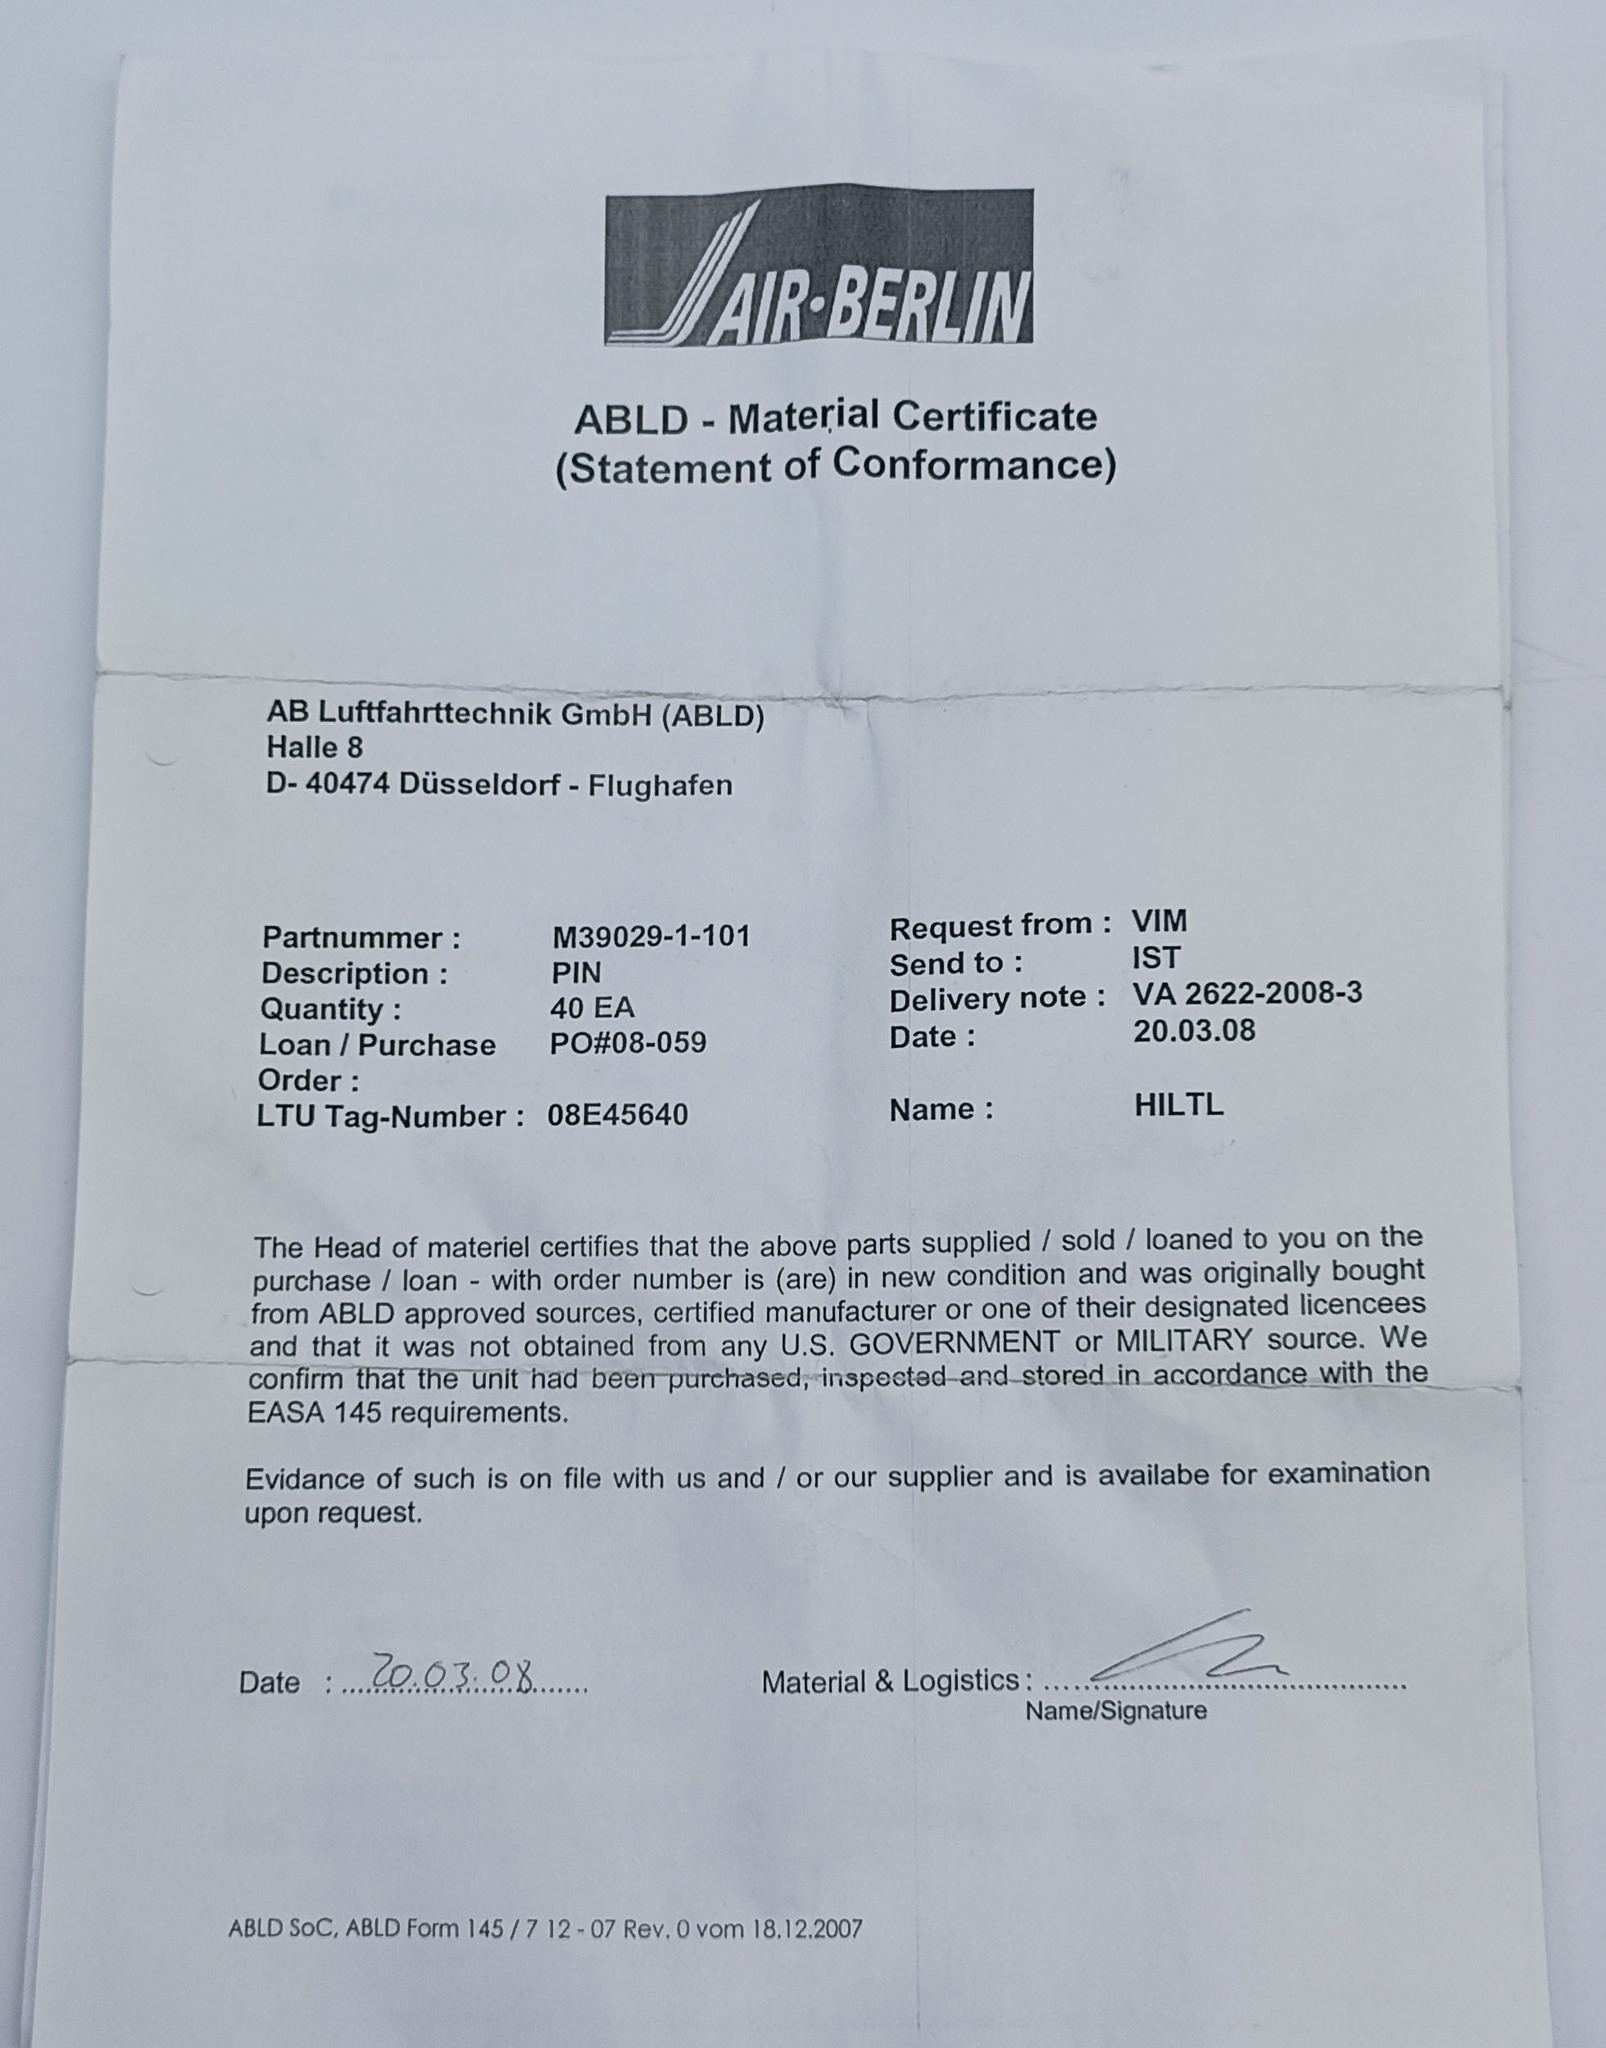 AIR•BERLIN
ABLD - Material Certificate
(Statement of Conformance)
AB Luftfahrttechnik GmbH (ABLD)
Halle 8
D- 40474 Düsseldorf - Flughafen
Partnummer : M39029-1-101
Description : PIN
Quantity : 40 EA
Loan / Purchase PO#08-059
Order :
LTU Tag-Number : 08E45640
Request from : VIM
Send to : IST
Delivery note : VA 2622-2008-3
Date : 20.03.08
Name : HILTL
The Head of materiel certifies that the above parts supplied / sold / loaned to you on the
purchase / loan - with order number is (are) in new condition and was originally bought
from ABLD approved sources, certified manufacturer or one of their designated licencees
and that it was not obtained from any U.S. GOVERNMENT or MILITARY source. We
confirm that the unit had been purchased, inspected and stored in accordance with the
EASA 145 requirements.
Evidance of such is on file with us and / or our supplier and is availabe for examination
upon request.
Date : 20.03.08
Material & Logistics :
Name/Signature
ABLD SoC, ABLD Form 145 / 7 12 - 07 Rev. 0 vom 18.12.2007